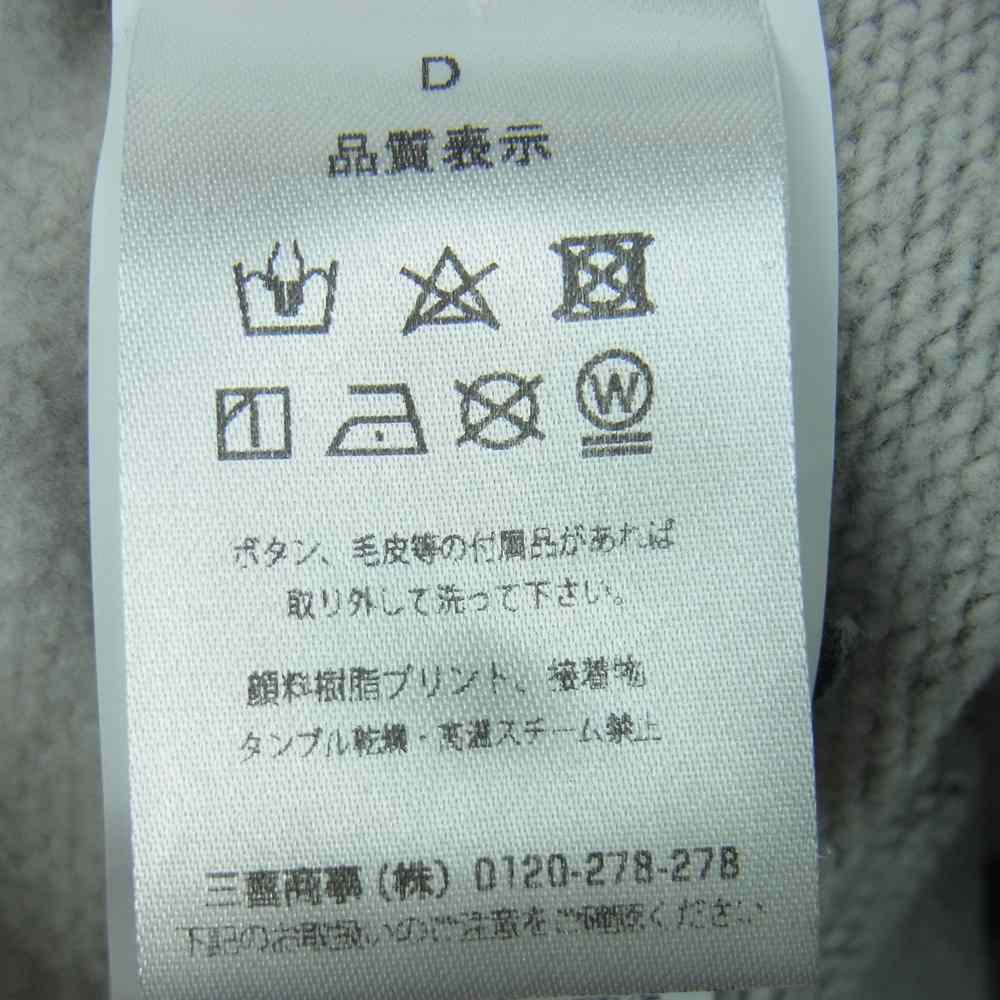 D
品質表示
W
ボタン、毛皮等の付属品があれば
取り外して洗って下さい。
顔料樹脂プリント、接着地
タンブル乾燥・高温スチーム禁止
三喜商事(株) 0120-278-278
下記のお取扱いのご注意をご確認ください